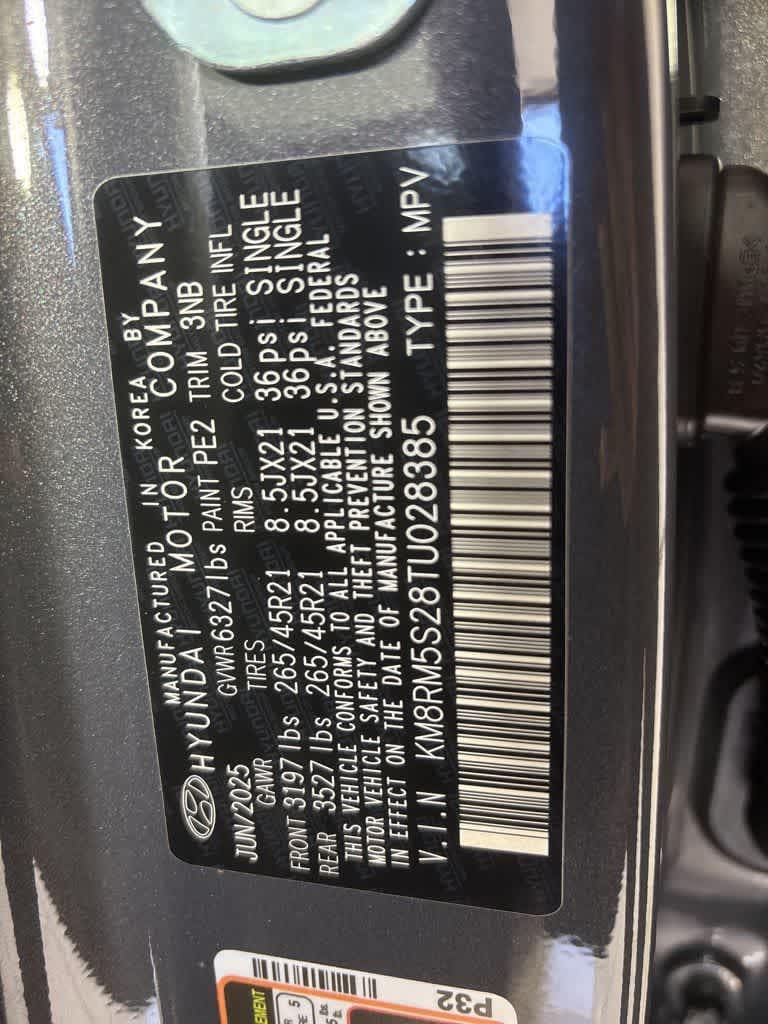 MANUFACTURED IN KOREA BY
HYUNDAI MOTOR COMPANY
JUN/2025 GVWR 6327lbs PAINT PE2 TRIM 3NB
GAWR TIRES RIMS COLD TIRE INFL
FRONT 3197lbs 265/45R21 8.5JX21 36psi SINGLE
REAR 3527lbs 265/45R21 8.5JX21 36psi SINGLE
THIS VEHICLE CONFORMS TO ALL APPLICABLE U.S.A. FEDERAL
MOTOR VEHICLE SAFETY AND THEFT PREVENTION STANDARDS
IN EFFECT ON THE DATE OF MANUFACTURE SHOWN ABOVE
V.I.N KM8RM5S28TU028385 TYPE : MPV
P32
5